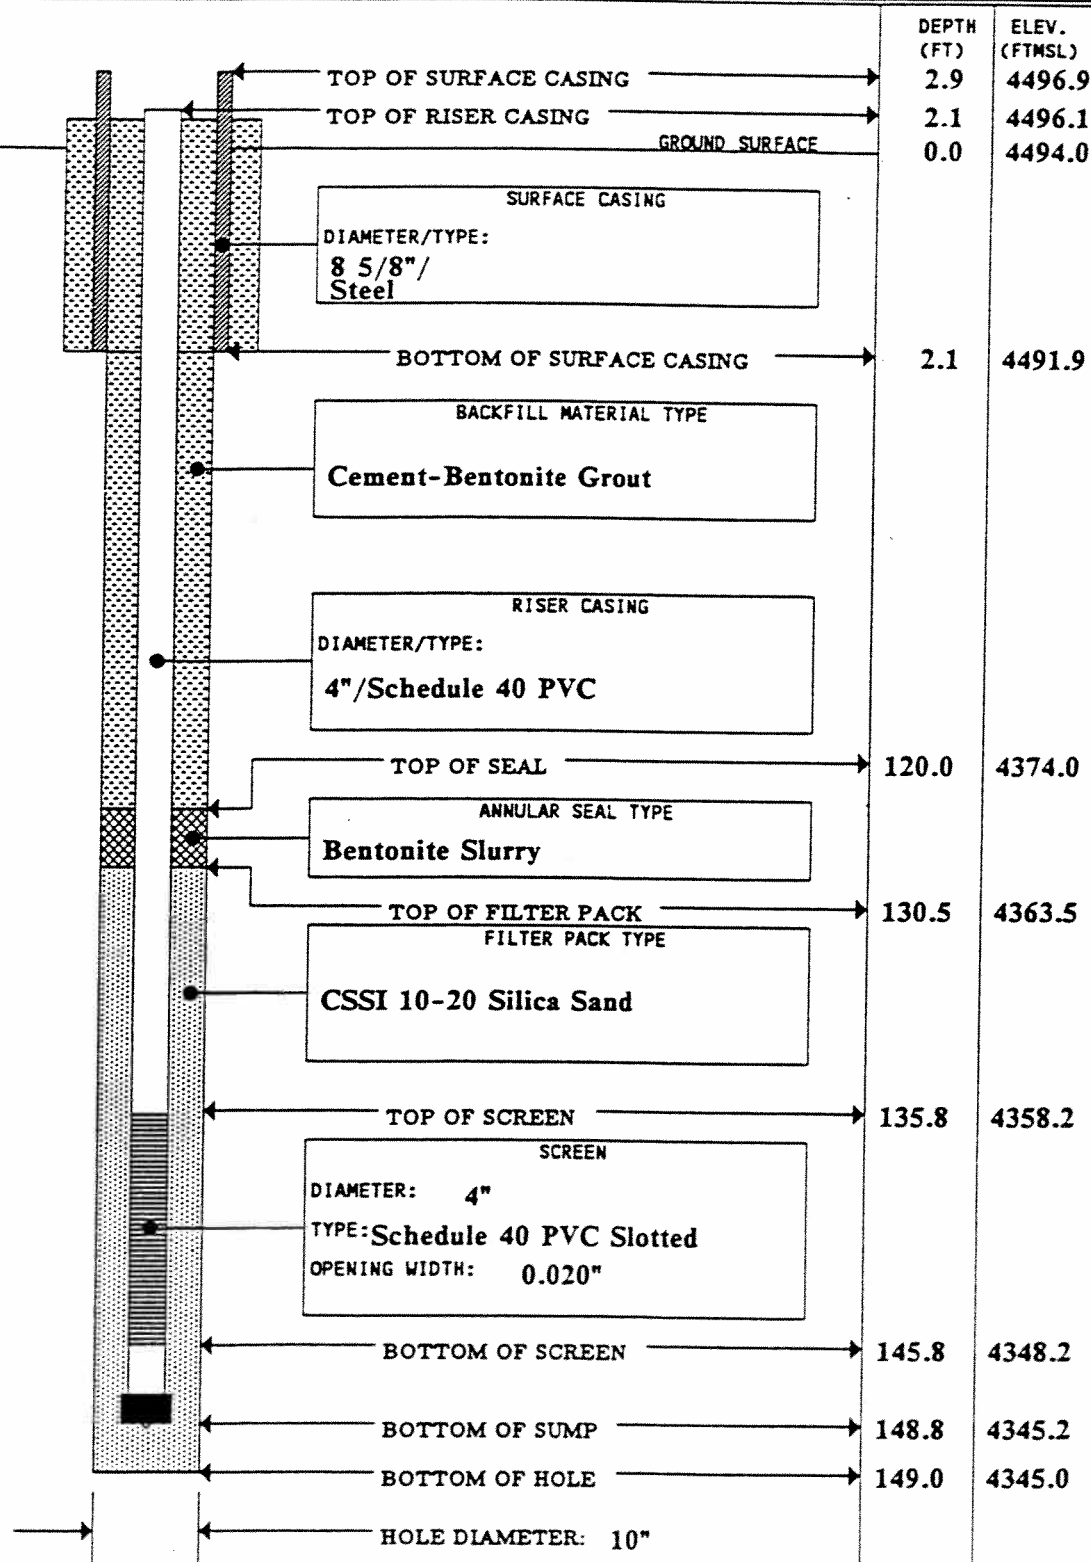 DEPTH ELEV.
(FT) (FTMSL)
TOP OF SURFACE CASING 2.9 4496.9
TOP OF RISER CASING 2.1 4496.1
GROUND SURFACE 0.0 4494.0
SURFACE CASING
DIAMETER/TYPE:
8 5/8"/
Steel
BOTTOM OF SURFACE CASING 2.1 4491.9
BACKFILL MATERIAL TYPE
Cement-Bentonite Grout
RISER CASING
DIAMETER/TYPE:
4"/Schedule 40 PVC
TOP OF SEAL 120.0 4374.0
ANNULAR SEAL TYPE
Bentonite Slurry
TOP OF FILTER PACK 130.5 4363.5
FILTER PACK TYPE
CSSI 10-20 Silica Sand
TOP OF SCREEN 135.8 4358.2
SCREEN
DIAMETER: 4"
TYPE: Schedule 40 PVC Slotted
OPENING WIDTH: 0.020"
BOTTOM OF SCREEN 145.8 4348.2
BOTTOM OF SUMP 148.8 4345.2
BOTTOM OF HOLE 149.0 4345.0
HOLE DIAMETER: 10"